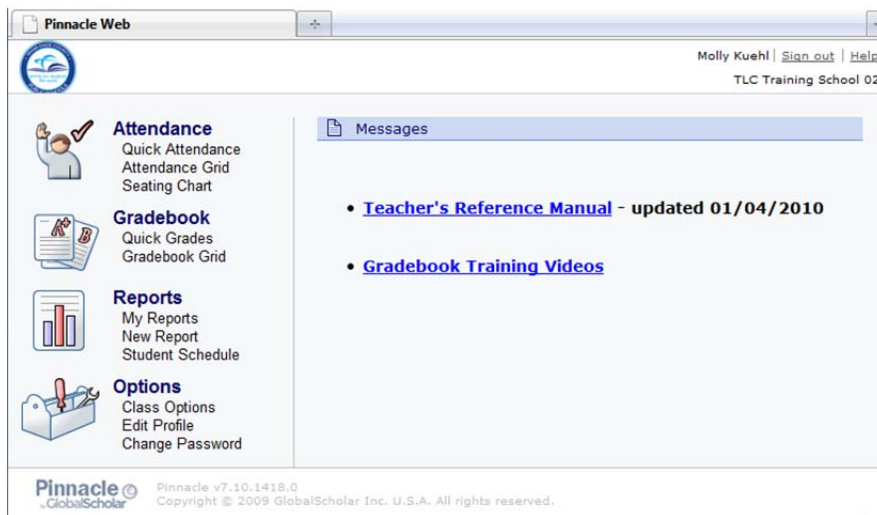 Pinnacle Web
Molly Kuehl | Sign out | Help
TLC Training School 02
Attendance
Quick Attendance
Attendance Grid
Seating Chart
Gradebook
Quick Grades
Gradebook Grid
Reports
My Reports
New Report
Student Schedule
Options
Class Options
Edit Profile
Change Password
Messages
• Teacher's Reference Manual - updated 01/04/2010
• Gradebook Training Videos
A+
B
Pinnacle
GlobalScholar
Pinnacle v7.10.1418.0
Copyright © 2009 GlobalScholar Inc. U.S.A. All rights reserved.